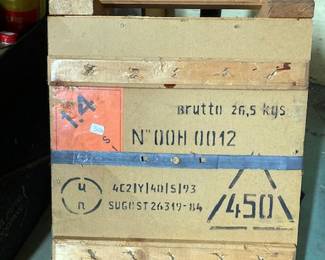 1.4
S
Brutto 26,5 kgs
N° 00H 0012
u
n
4C2/Y/40/S/93
SUGUST 26319-84
450